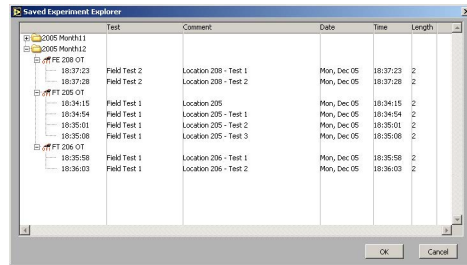 Saved Experiment Explorer
Test Comment Date Time Length
2005 Month11
2005 Month12
FE 208 OT
18:37:23 Field Test 2 Location 208 - Test 1 Mon, Dec 05 18:37:23 2
18:37:28 Field Test 2 Location 208 - Test 2 Mon, Dec 05 18:37:28 2
FT 205 OT
18:34:15 Field Test 1 Location 205 Mon, Dec 05 18:34:15 2
18:34:54 Field Test 1 Location 205 - Test 1 Mon, Dec 05 18:34:54 2
18:35:01 Field Test 1 Location 205 - Test 2 Mon, Dec 05 18:35:01 2
18:35:08 Field Test 1 Location 205 - Test 3 Mon, Dec 05 18:35:08 2
FT 206 OT
18:35:58 Field Test 1 Location 206 - Test 1 Mon, Dec 05 18:35:58 2
18:36:03 Field Test 1 Location 206 - Test 2 Mon, Dec 05 18:36:03 2
OK Cancel